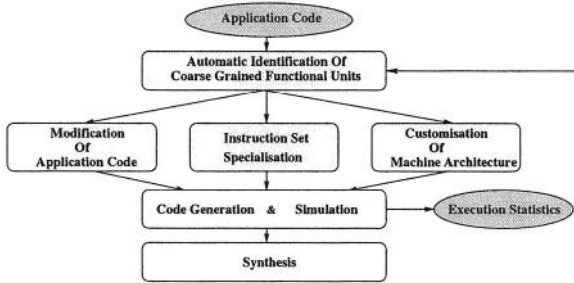 Application Code
Automatic Identification Of
Coarse Grained Functional Units
Modification
Of
Application Code
Instruction Set
Specialisation
Customisation
Of
Machine Architecture
Code Generation & Simulation
Execution Statistics
Synthesis